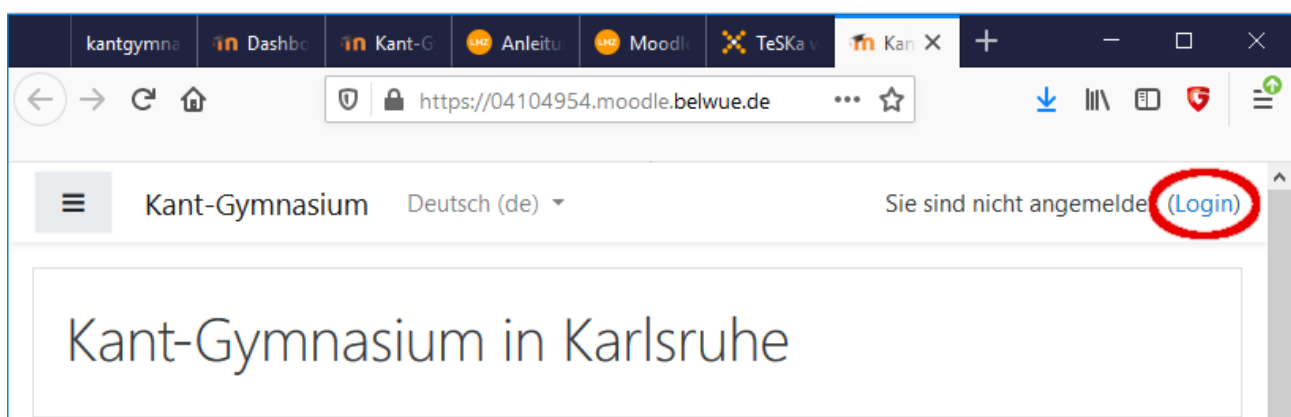 kantgymna Dashbo Kant-G Anleitu Moodle TeSKa v Kan
https://04104954.moodle.belwue.de
Kant-Gymnasium Deutsch (de) Sie sind nicht angemelde (Login)
Kant-Gymnasium in Karlsruhe